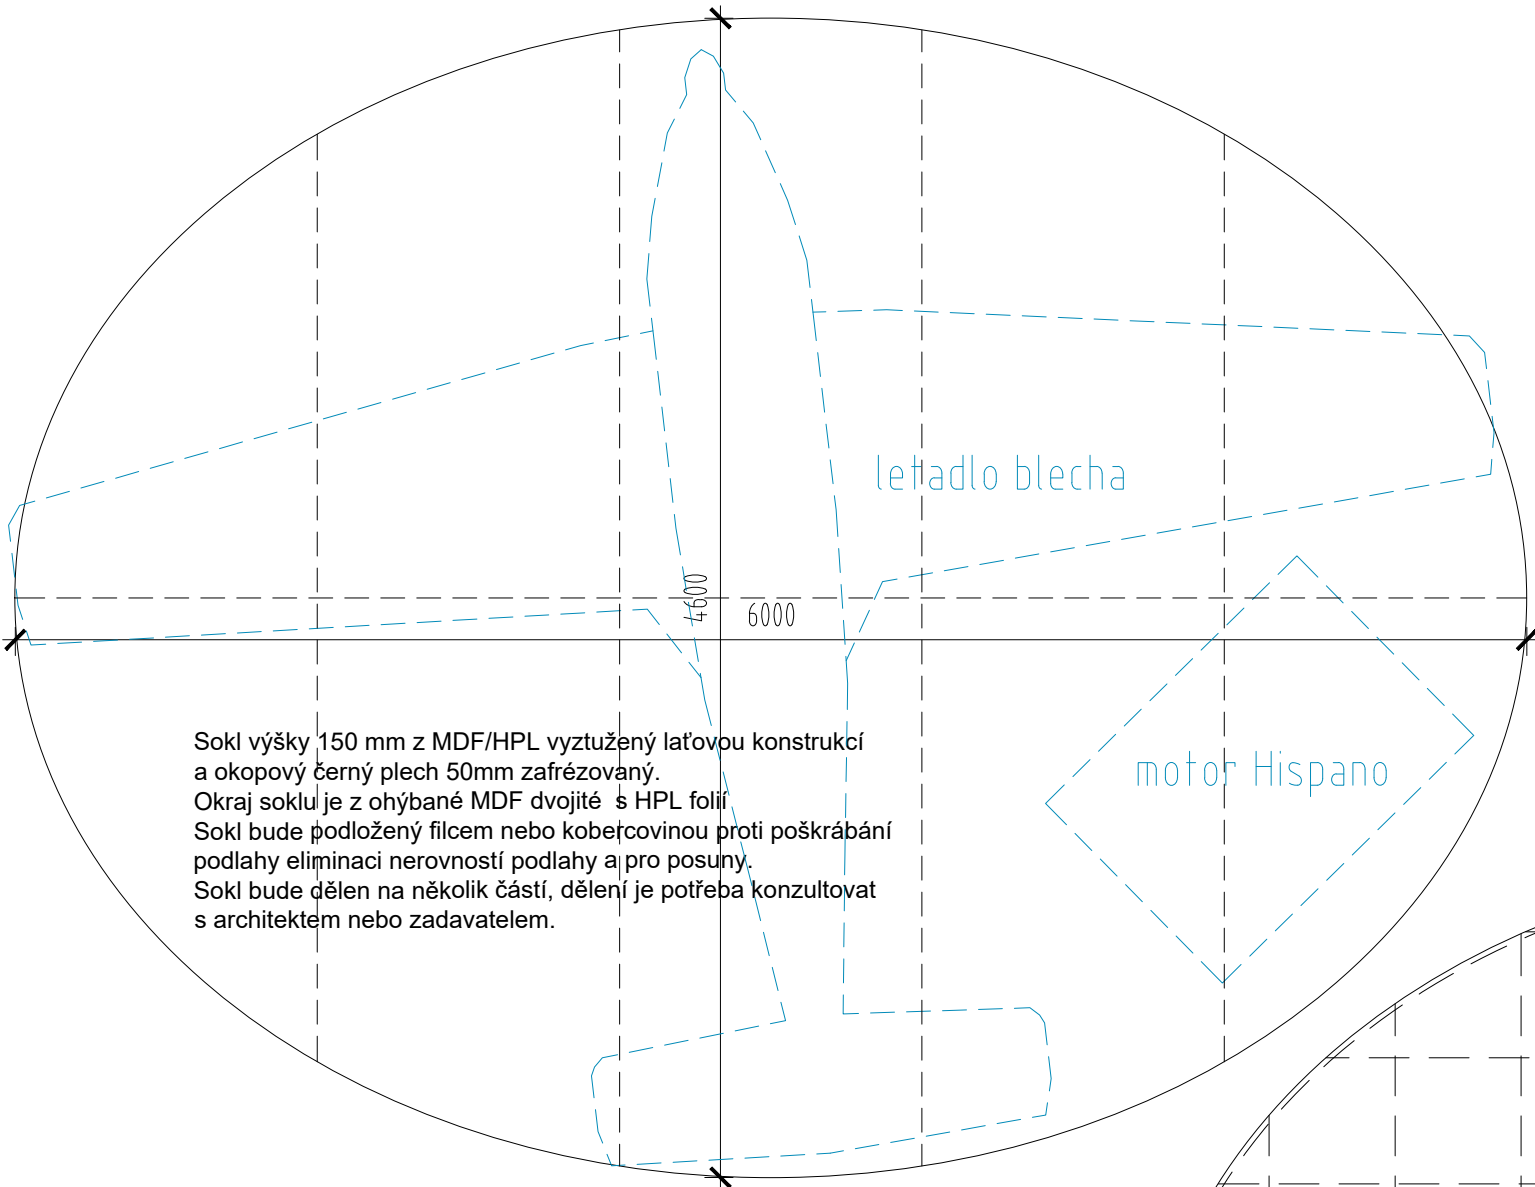 letadlo blecha
4600
6000
Sokl výšky 150 mm z MDF/HPL vyztužený laťovou konstrukcí
a okopový černý plech 50mm zafrézovaný.
Okraj soklu je z ohýbané MDF dvojité s HPL folií
Sokl bude podložený filcem nebo kobercovinou proti poškrábání
podlahy eliminaci nerovností podlahy a pro posuny.
Sokl bude dělen na několik částí, dělení je potřeba konzultovat
s architektem nebo zadavatelem.
motor Hispano